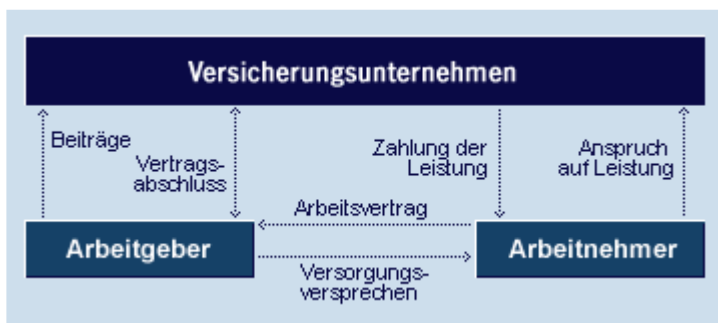 Versicherungsunternehmen
Beiträge
Vertrags-
abschluss
Zahlung der
Leistung
Anspruch
auf Leistung
Arbeitsvertrag
Arbeitgeber
Arbeitnehmer
Versorgungs-
versprechen